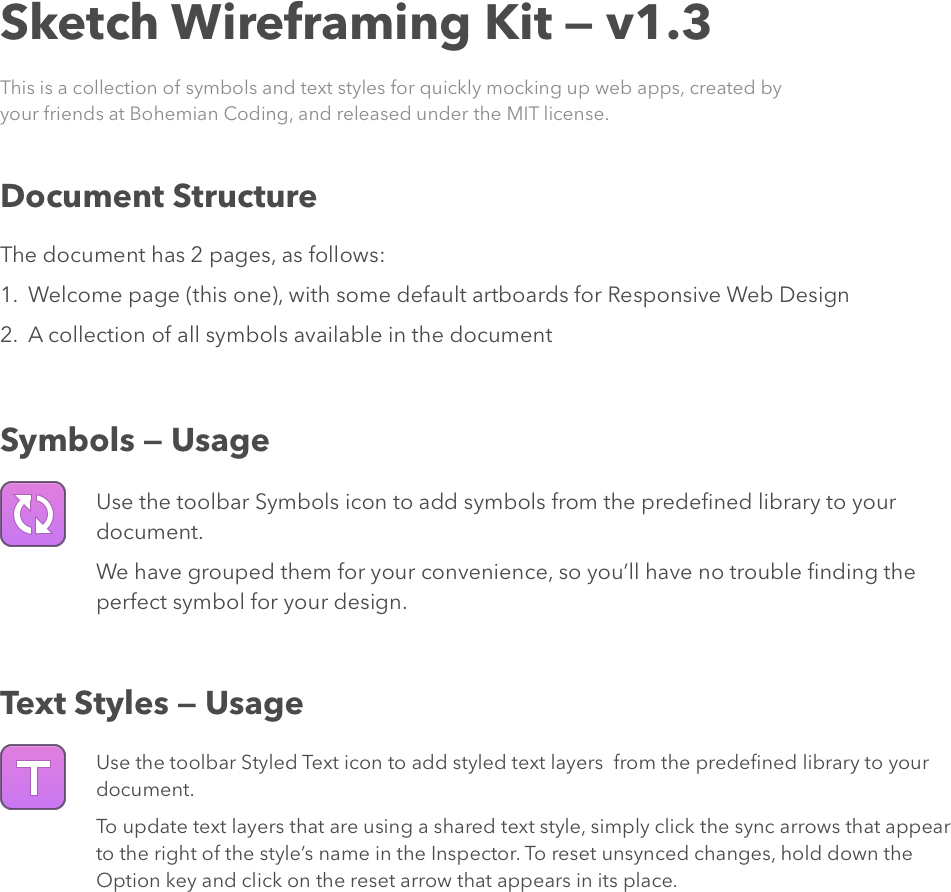 Sketch Wireframing Kit — v1.3
This is a collection of symbols and text styles for quickly mocking up web apps, created by
your friends at Bohemian Coding, and released under the MIT license.
Document Structure
The document has 2 pages, as follows:
1. Welcome page (this one), with some default artboards for Responsive Web Design
2. A collection of all symbols available in the document
Symbols — Usage
Use the toolbar Symbols icon to add symbols from the predefined library to your
document.
We have grouped them for your convenience, so you’ll have no trouble finding the
perfect symbol for your design.
Text Styles — Usage
T
Use the toolbar Styled Text icon to add styled text layers  from the predefined library to your
document.
To update text layers that are using a shared text style, simply click the sync arrows that appear
to the right of the style’s name in the Inspector. To reset unsynced changes, hold down the
Option key and click on the reset arrow that appears in its place.